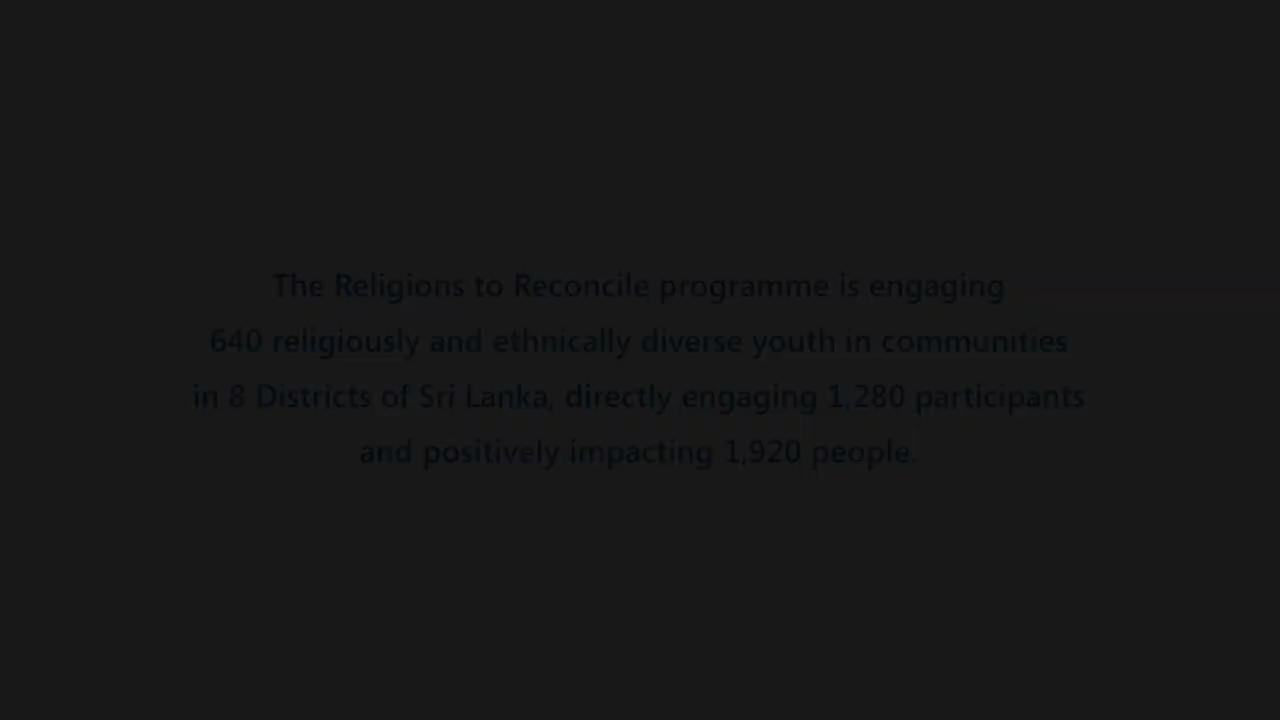 The Religions to Reconcile programme is engaging
640 religiously and ethnically diverse youth in communities
in 8 Districts of Sri Lanka, directly engaging 1,280 participants
and positively impacting 1,920 people.